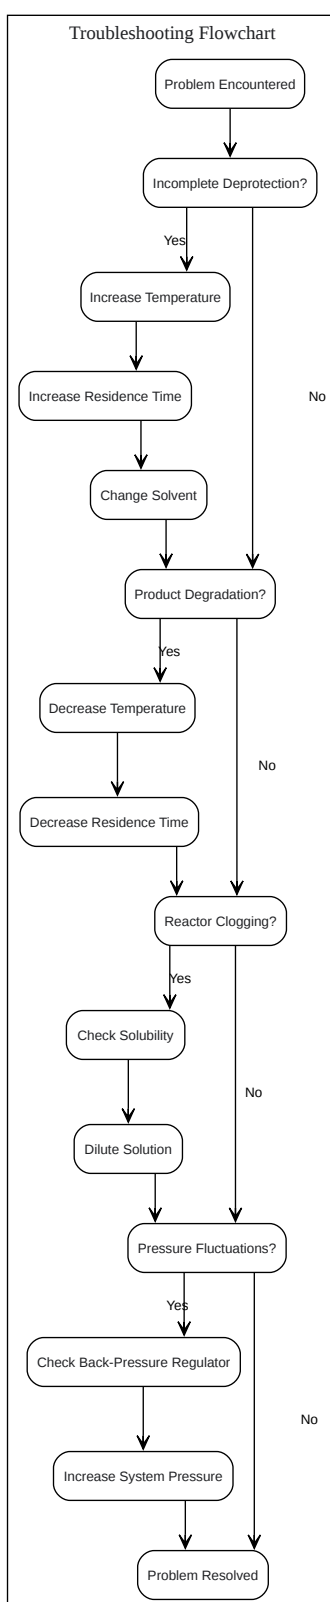 Troubleshooting Flowchart
Problem Encountered
Incomplete Deprotection?
Yes
Increase Temperature
Increase Residence Time
No
Change Solvent
Product Degradation?
Yes
Decrease Temperature
No
Decrease Residence Time
Reactor Clogging?
Yes
Check Solubility
No
Dilute Solution
Pressure Fluctuations?
Yes
Check Back-Pressure Regulator
No
Increase System Pressure
Problem Resolved